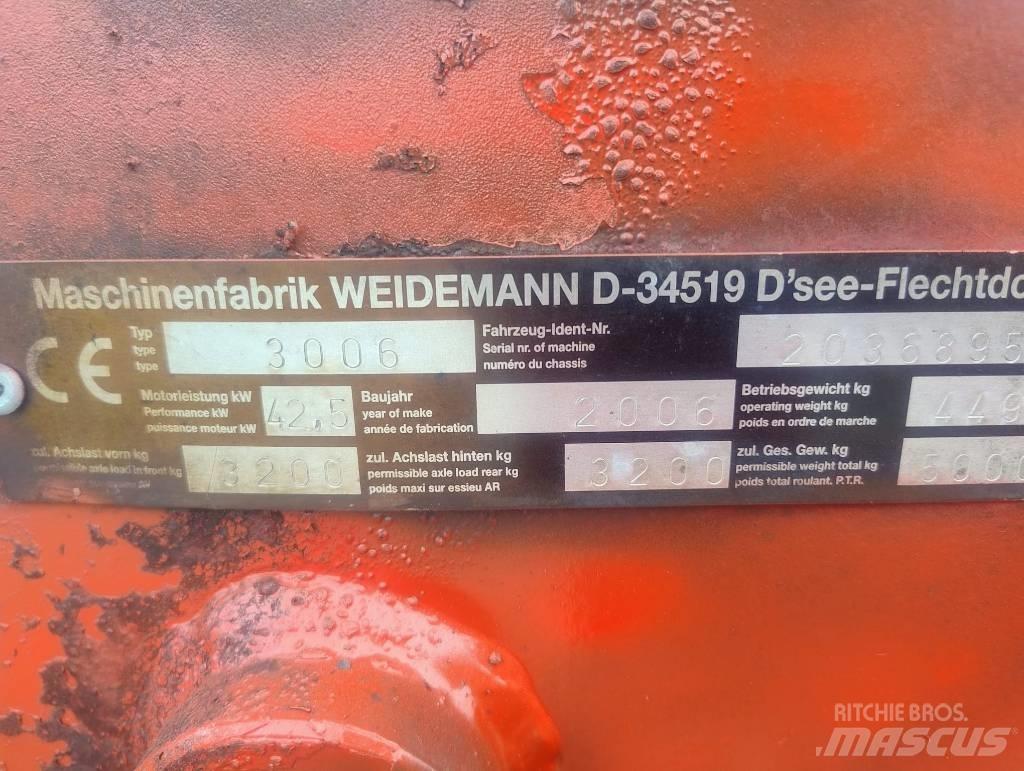 Maschinenfabrik WEIDEMANN D-34519 D'see-Flechtdo
CE
Typ
type
type
3006
Fahrzeug-Ident-Nr.
Serial nr. of machine
numéro du chassis
2036895
Motorleistung kW
Performance kW
puissance moteur kW
42,5
Baujahr
year of make
année de fabrication
2006
Betriebsgewicht kg
operating weight kg
poids en ordre de marche
449
zul. Achslast vorn kg
permissible axle load in front kg
3200
zul. Achslast hinten kg
permissible axle load rear kg
poids maxi sur essieu AR
3200
zul. Ges. Gew. kg
permissible weight total kg
poids total roulant. P.T.R.
5900
RITCHIE BROS.
MASCUS